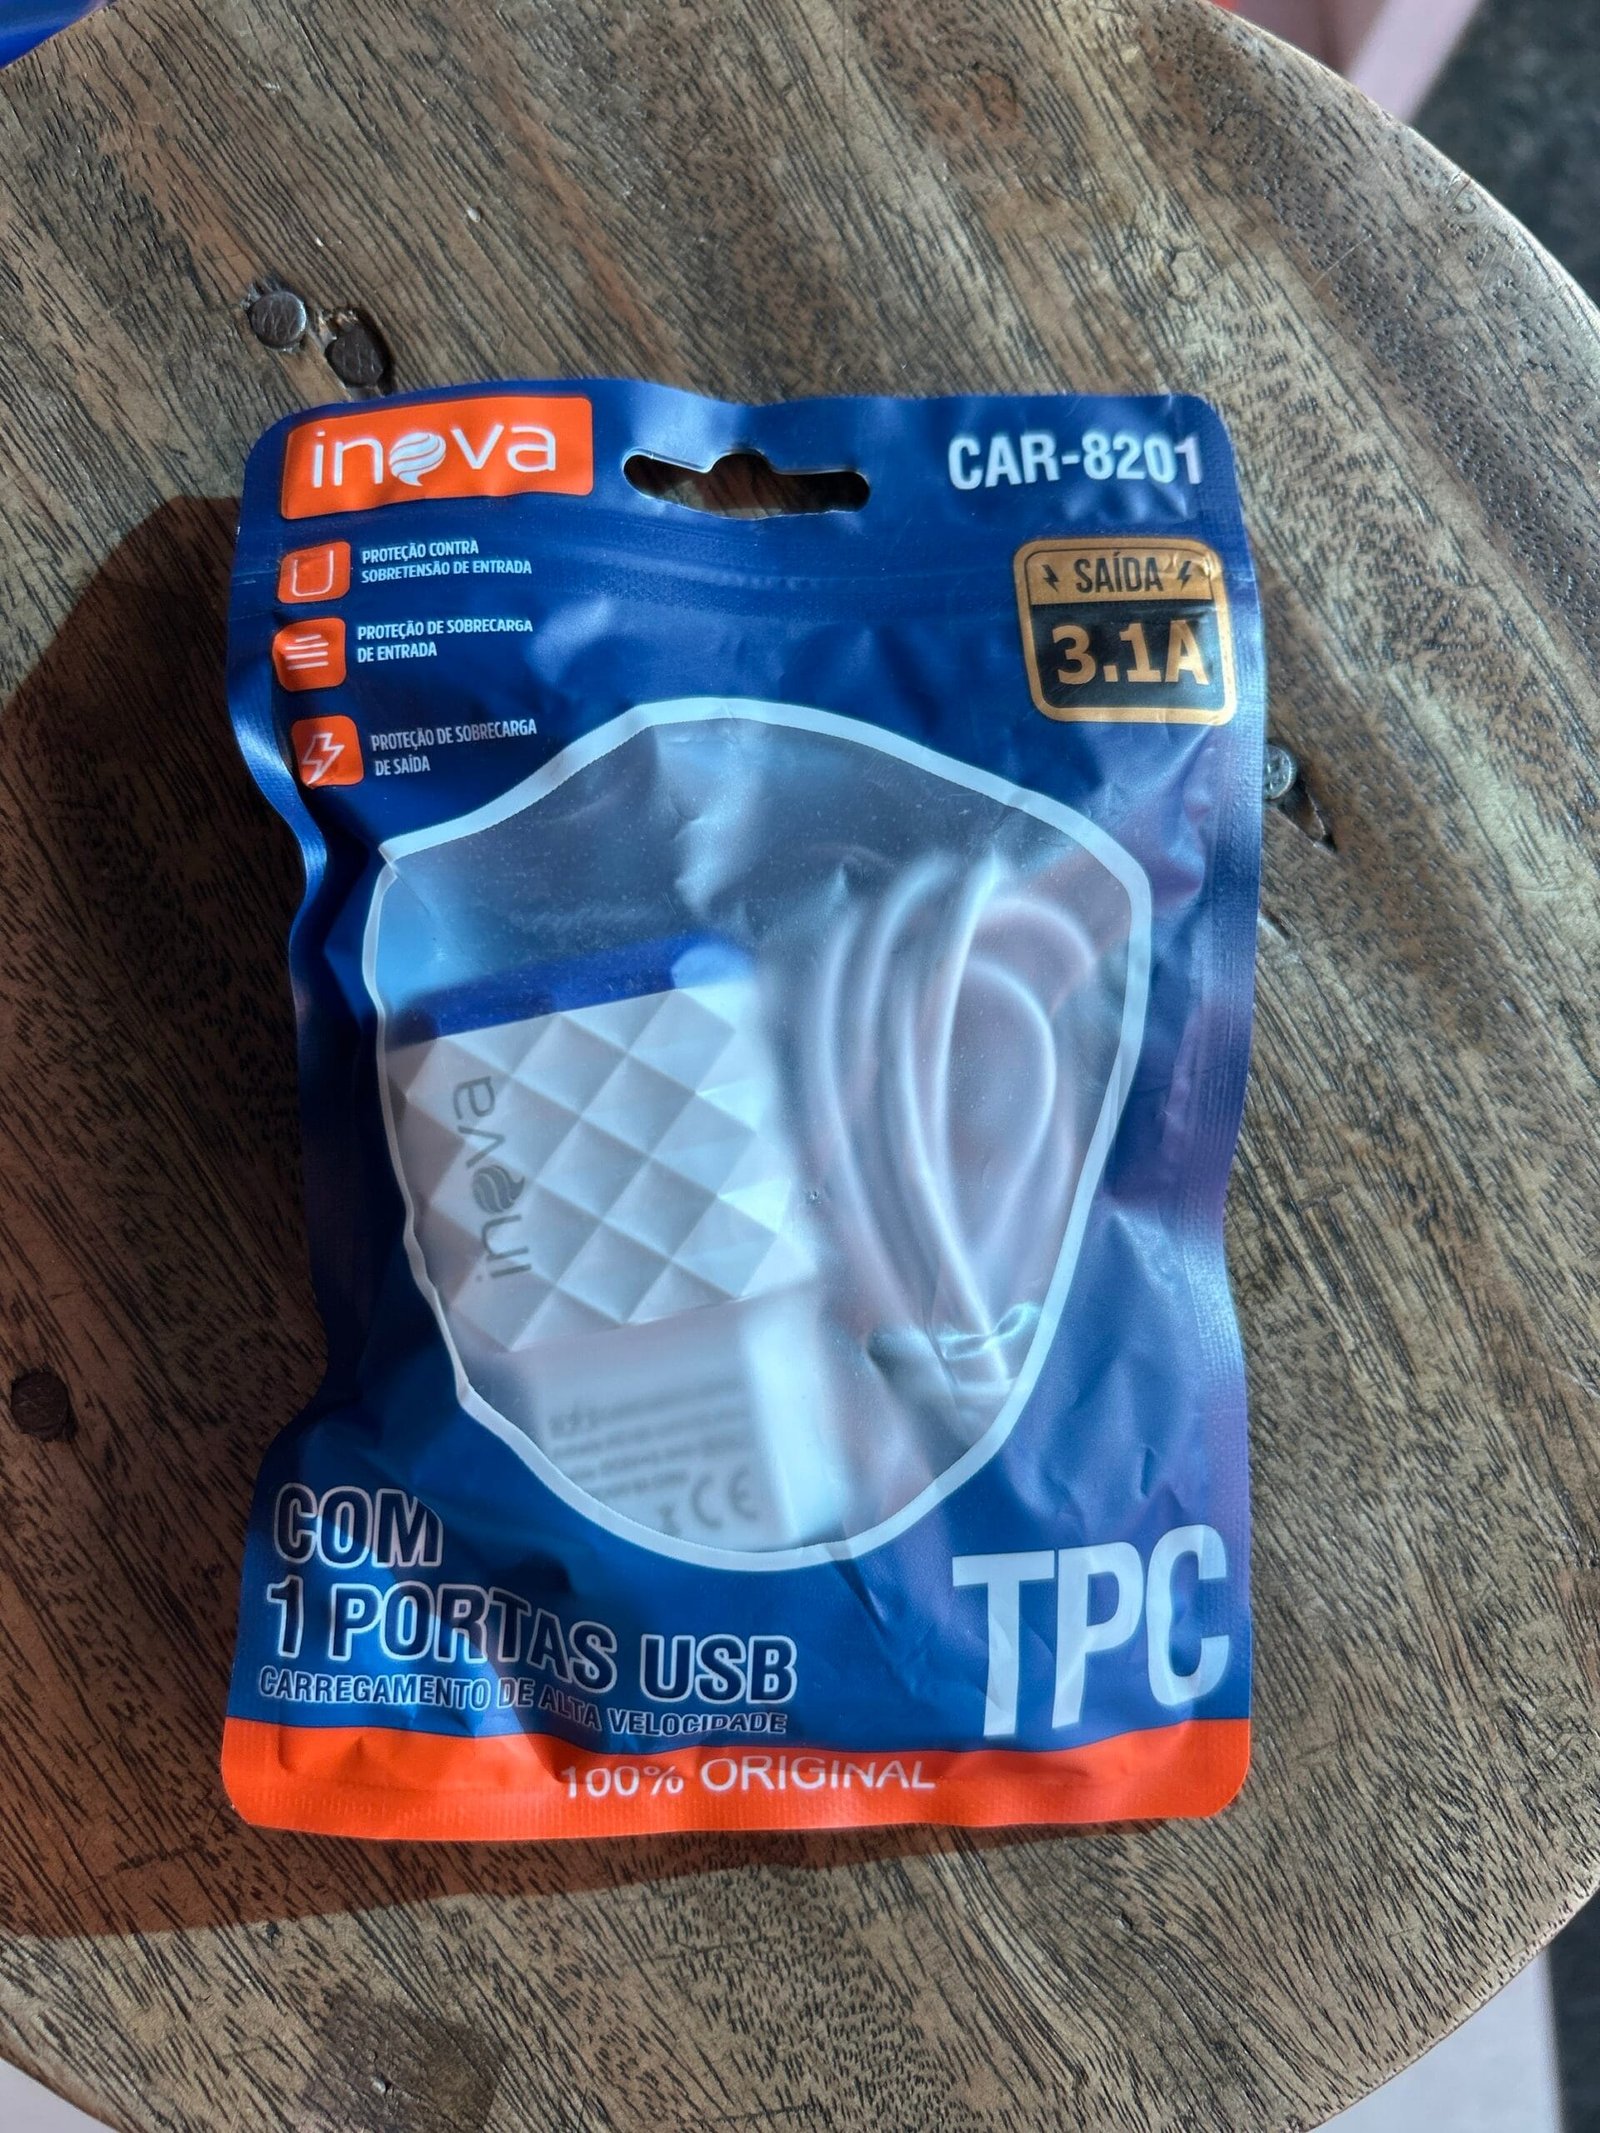 inova
CAR-8201
PROTEÇÃO CONTRA
SOBRETENSÃO DE ENTRADA
PROTEÇÃO DE SOBRECARGA
DE ENTRADA
PROTEÇÃO DE SOBRECARGA
DE SAÍDA
SAÍDA
3.1A
inova
CE
COM
1 PORTAS USB
CARREGAMENTO DE ALTA VELOCIDADE
TPC
100% ORIGINAL